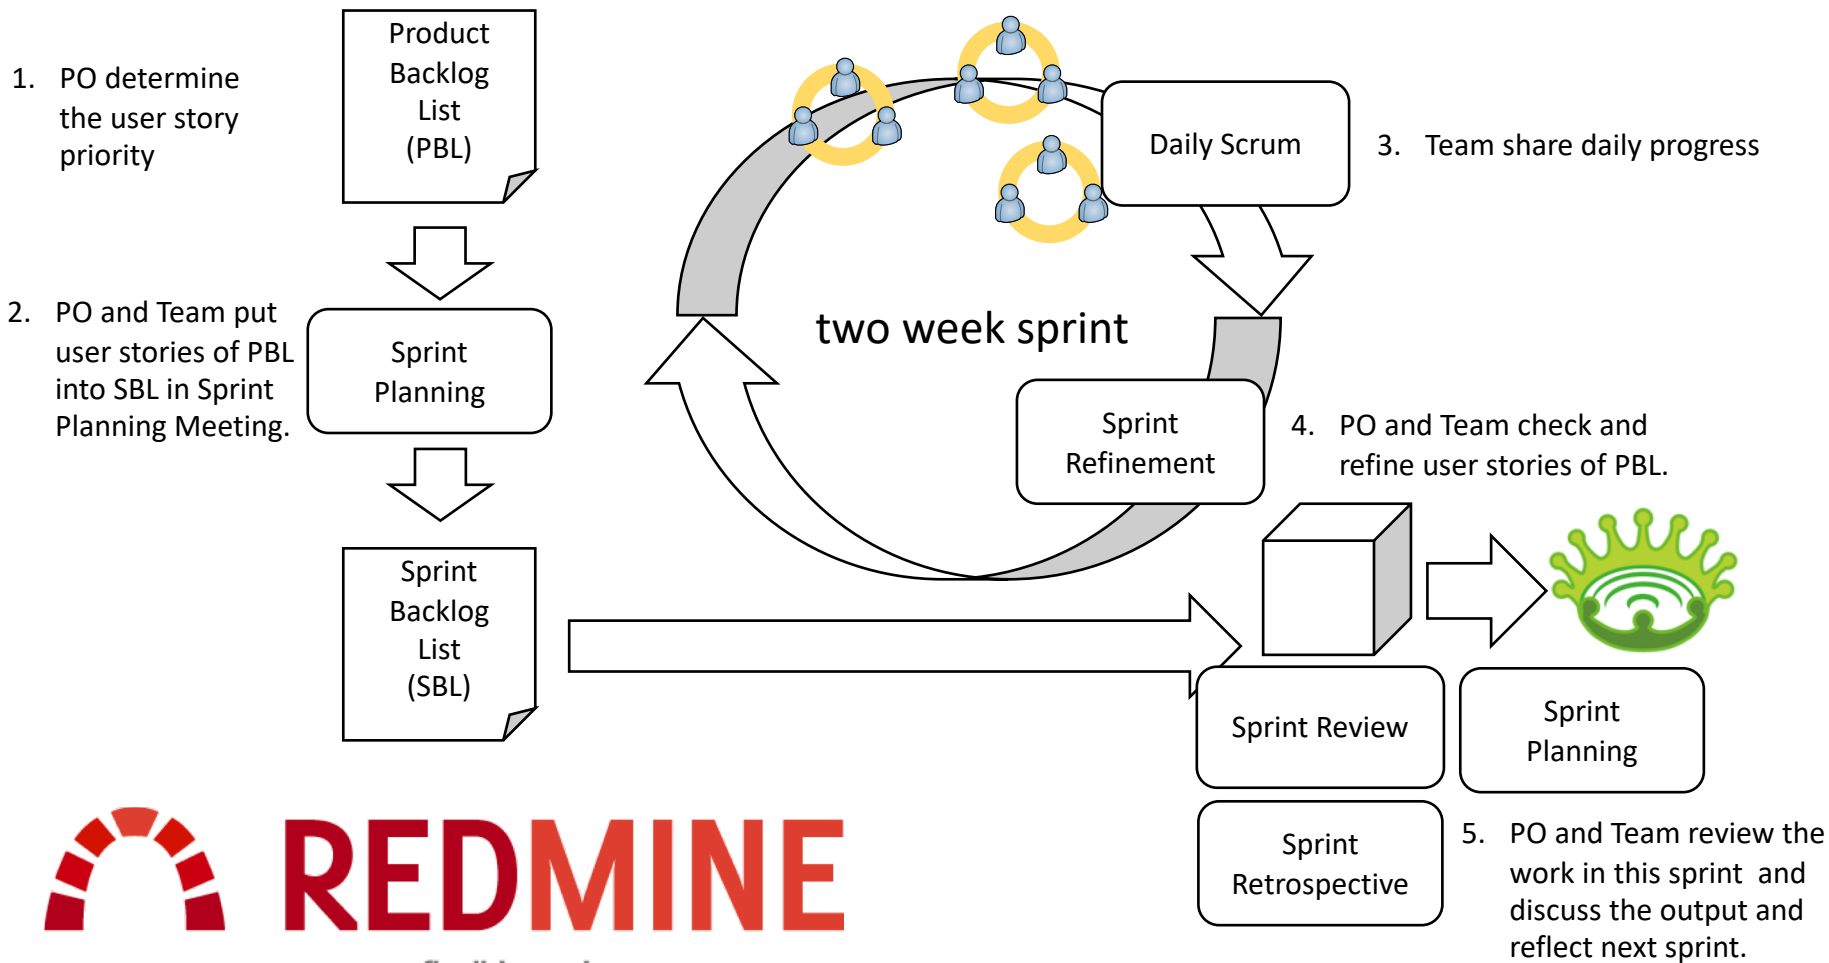 1. PO determine
the user story
priority
Product
Backlog
List
(PBL)
2. PO and Team put
user stories of PBL
into SBL in Sprint
Planning Meeting.
Sprint
Planning
Sprint
Backlog
List
(SBL)
two week sprint
Daily Scrum
3. Team share daily progress
Sprint
Refinement
4. PO and Team check and
refine user stories of PBL.
Sprint Review
Sprint
Planning
Sprint
Retrospective
5. PO and Team review the
work in this sprint and
discuss the output and
reflect next sprint.
REDMINE